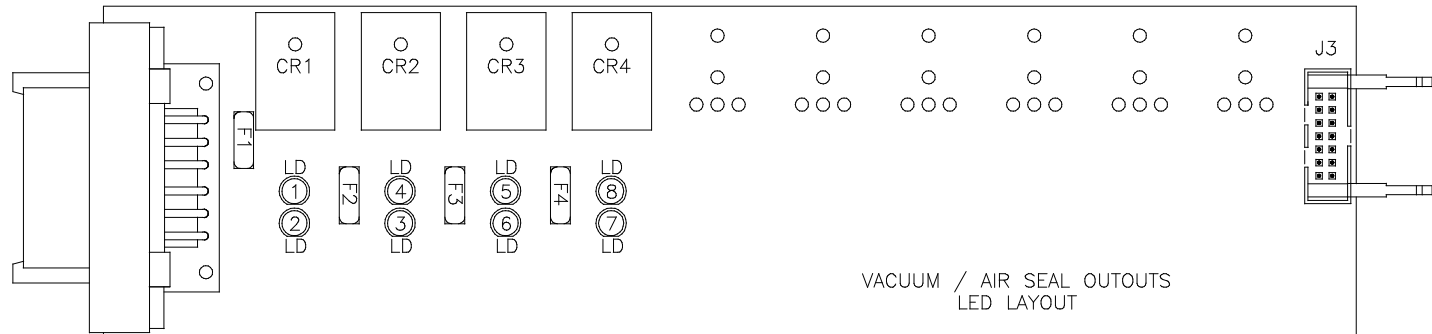 J3
CR1 CR2 CR3 CR4
F1
LD LD LD LD
1 4 5 8
F2 F3 F4
2 3 6 7
LD LD LD LD
VACUUM / AIR SEAL OUTOUTS
LED LAYOUT